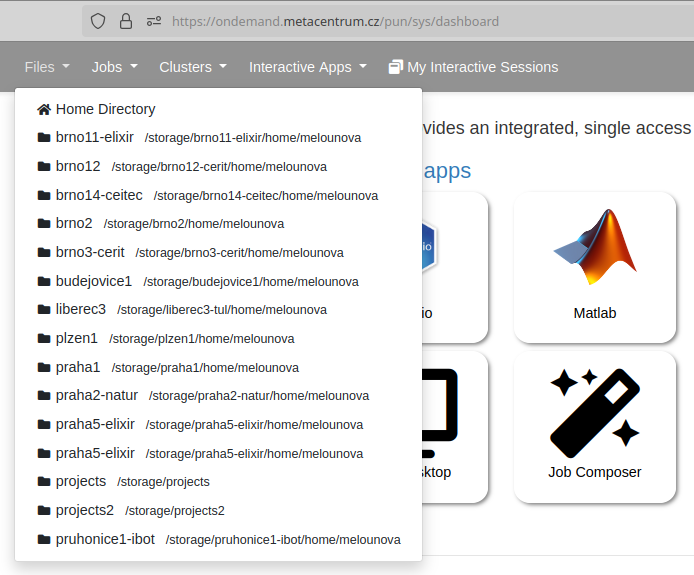 https://ondemand.metacentrum.cz/pun/sys/dashboard
Files Jobs Clusters Interactive Apps My Interactive Sessions
Home Directory
brno11-elixir /storage/brno11-elixir/home/melounova
vides an integrated, single access
brno12 /storage/brno12-cerit/home/melounova
apps
brno14-ceitec /storage/brno14-ceitec/home/melounova
brno2 /storage/brno2/home/melounova
brno3-cerit /storage/brno3-cerit/home/melounova
io
budejovice1 /storage/budejovice1/home/melounova
liberec3 /storage/liberec3-tul/home/melounova
io
Matlab
plzen1 /storage/plzen1/home/melounova
praha1 /storage/praha1/home/melounova
praha2-natur /storage/praha2-natur/home/melounova
praha5-elixir /storage/praha5-elixir/home/melounova
praha5-elixir /storage/praha5-elixir/home/melounova
sktop
Job Composer
projects /storage/projects
projects2 /storage/projects2
pruhonice1-ibot /storage/pruhonice1-ibot/home/melounova